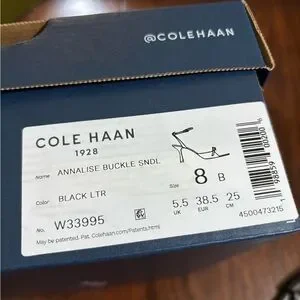 @COLEHAAN
COLE HAAN
1928
Name ANNALISE BUCKLE SNDL
Color BLACK LTR
No. W33995
Size 8 B
5.5 38.5 25
UK EUR CM
May be patented. Pat. Colehaan.com/Patents.html
4500473215